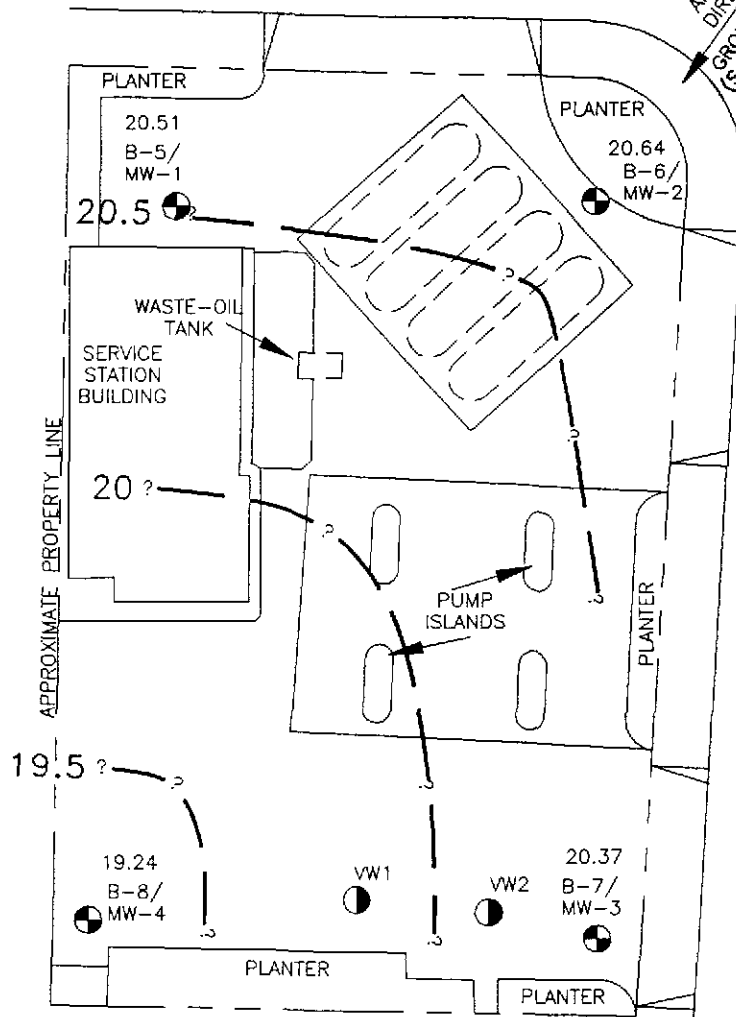 DIR
GRO
(S
PLANTER
PLANTER
20.51
B-5/
MW-1
20.64
B-6/
MW-2
20.5 ?
?
?
?
WASTE-OIL
TANK
SERVICE
STATION
BUILDING
20 ?
?
PUMP
ISLANDS
PLANTER
APPROXIMATE PROPERTY LINE
19.5 ?
?
?
19.24
B-8/
MW-4
VW1
VW2
20.37
B-7/
MW-3
?
?
PLANTER
PLANTER